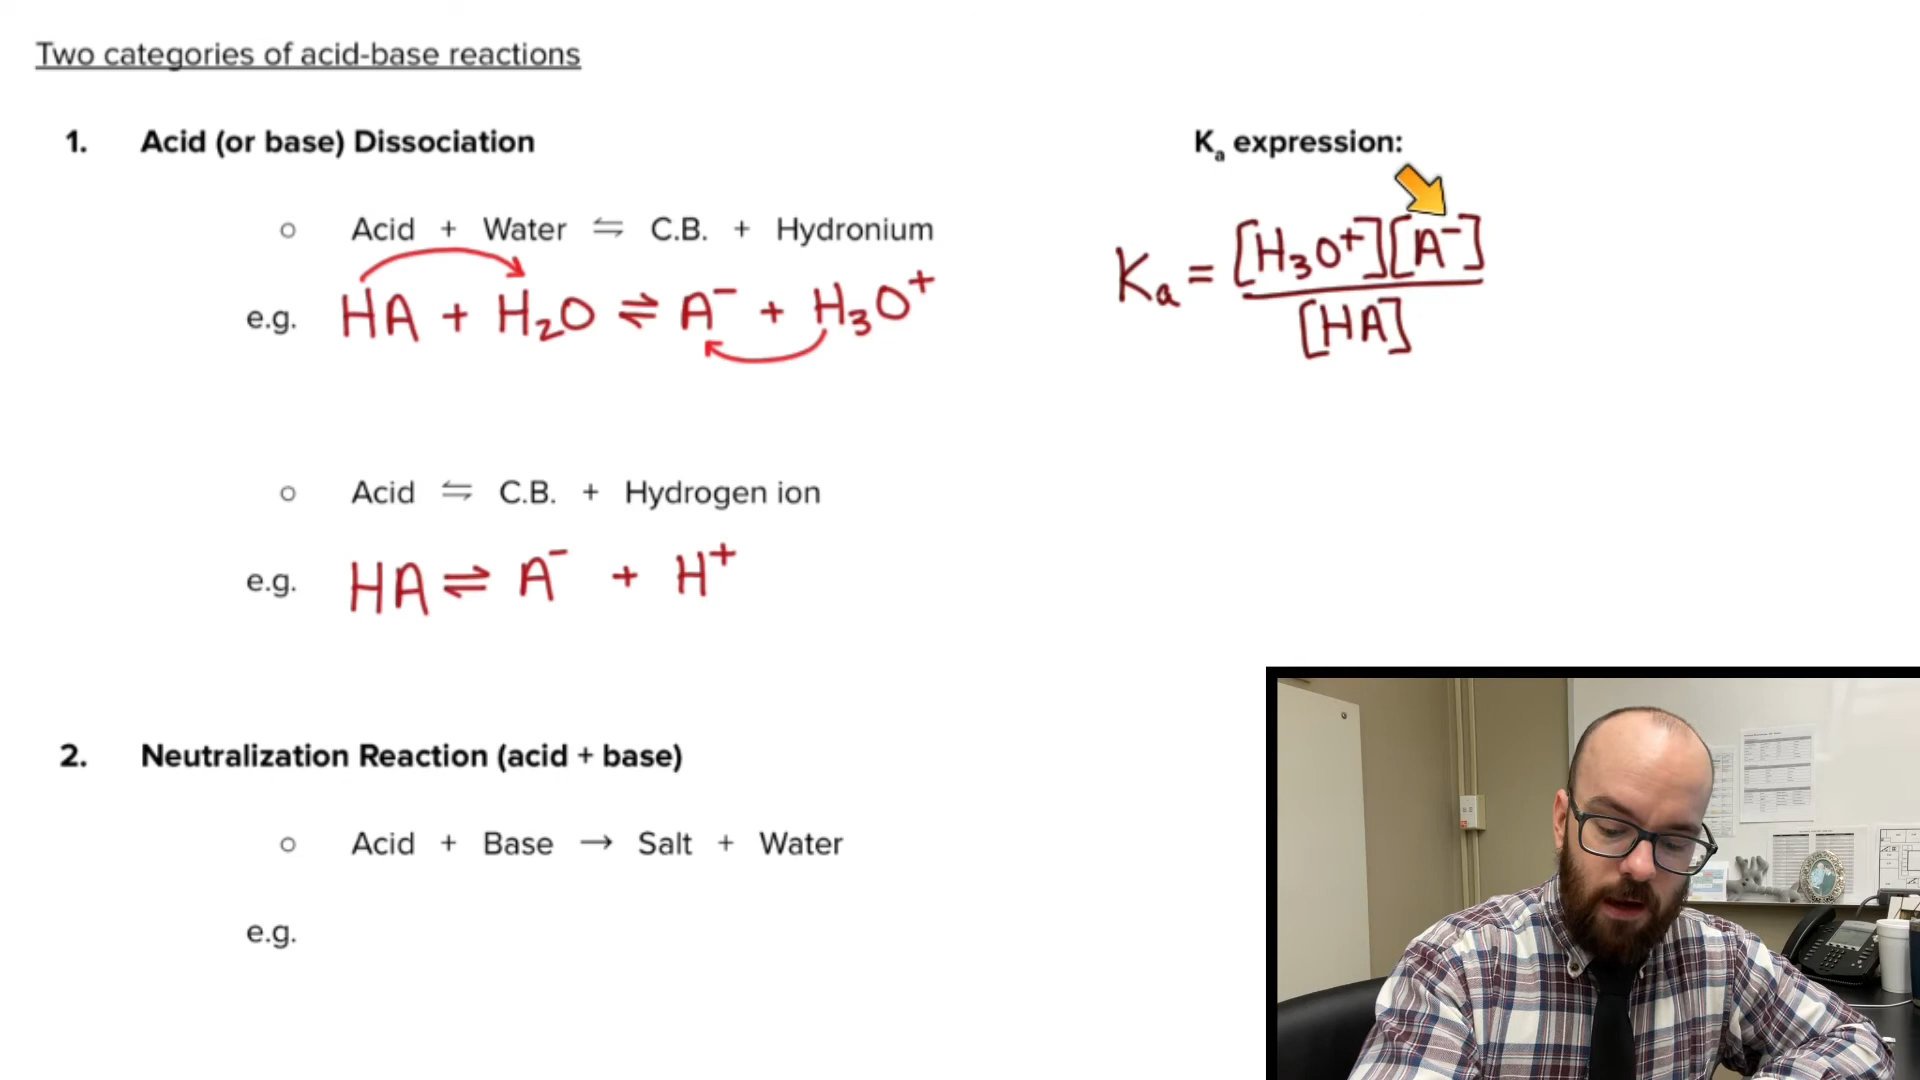 Two categories of acid-base reactions
1. Acid (or base) Dissociation
Kₐ expression:
○ Acid + Water ⇋ C.B. + Hydronium
e.g. HA + H₂O ⇌ A⁻ + H₃O⁺
Kₐ = [H₃O⁺][A⁻]
[HA]
○ Acid ⇋ C.B. + Hydrogen ion
e.g. HA ⇌ A⁻ + H⁺
2. Neutralization Reaction (acid + base)
○ Acid + Base → Salt + Water
e.g.